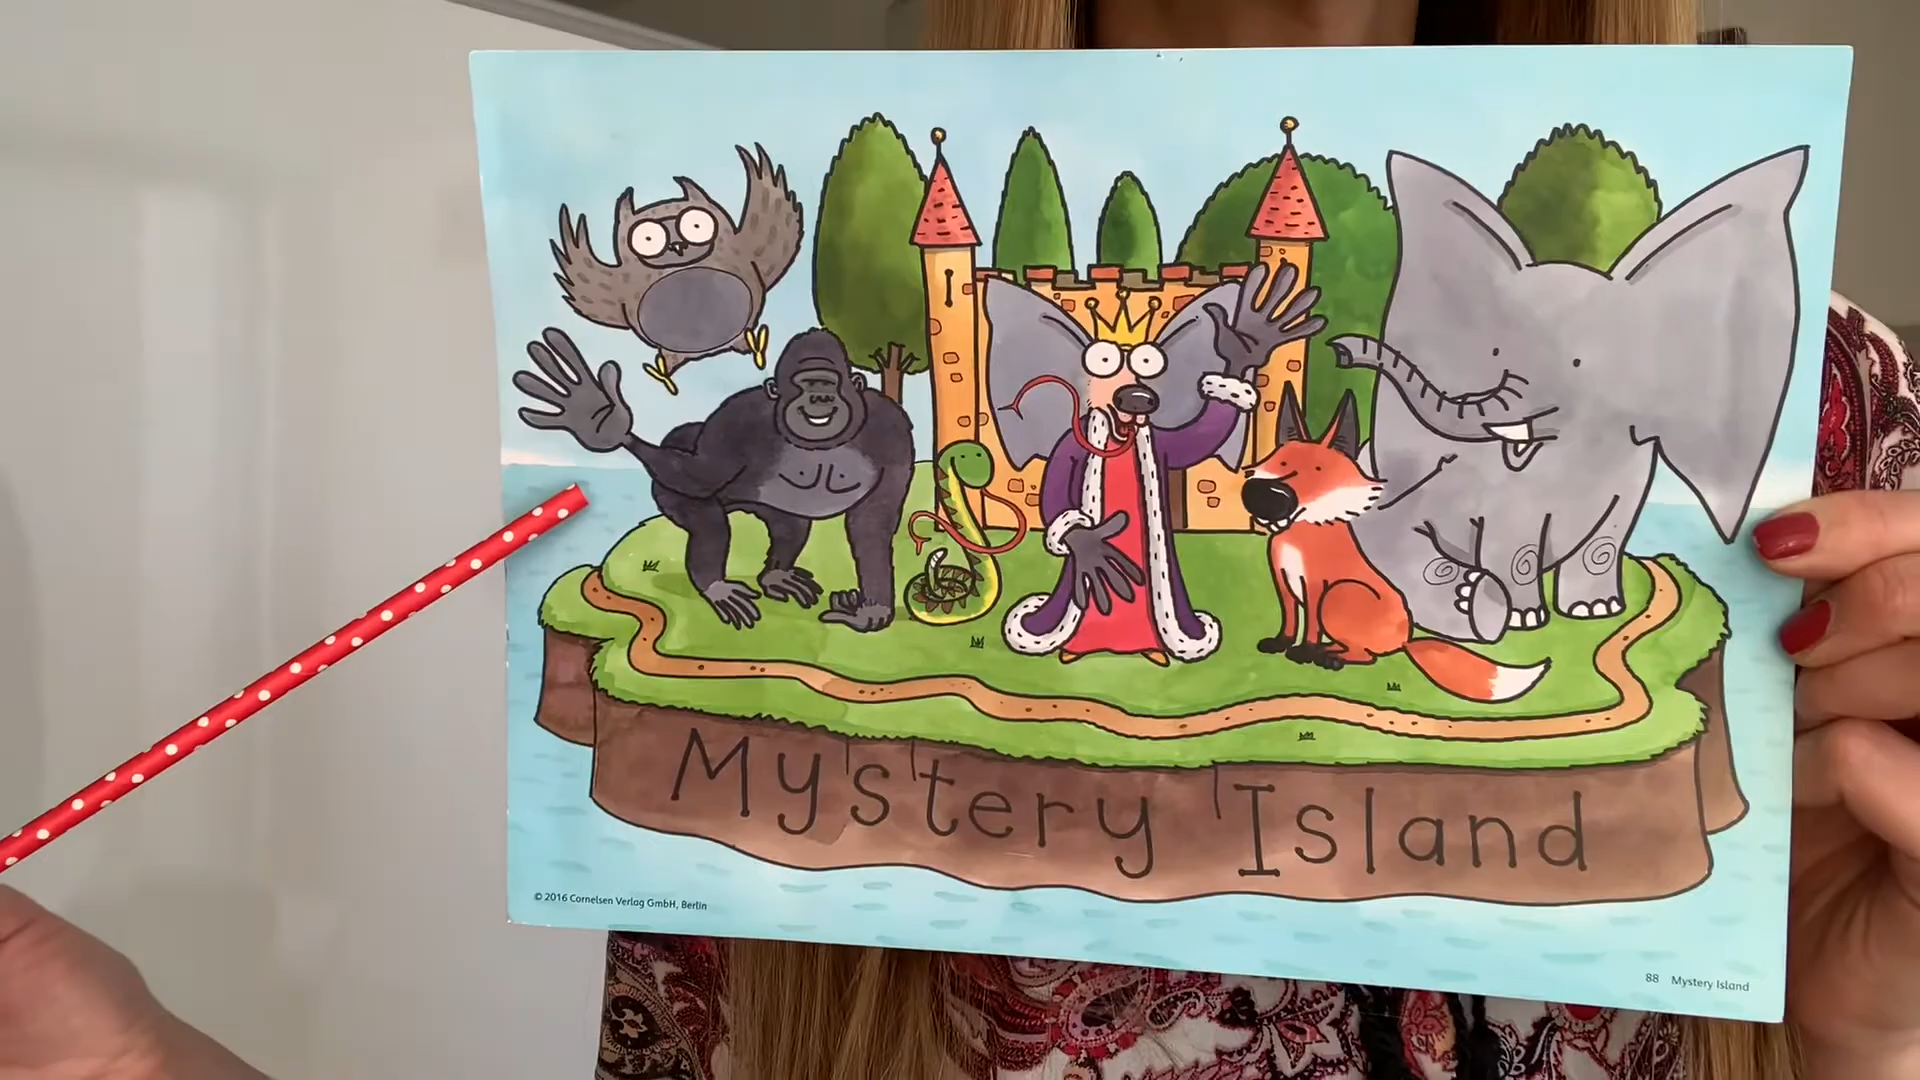 Mystery Island
© 2016 Cornelsen Verlag GmbH, Berlin
88 Mystery Island